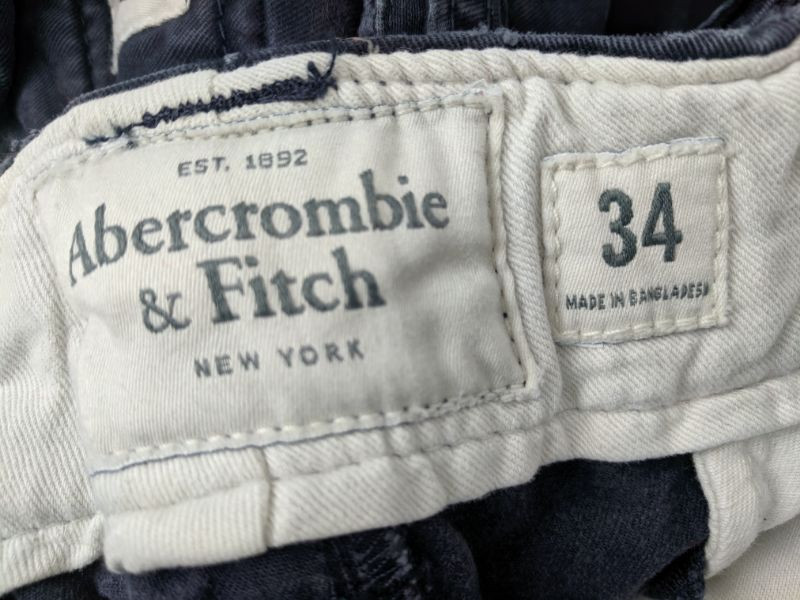 EST. 1892
Abercrombie
& Fitch
NEW YORK
34
MADE IN BANGLADESH